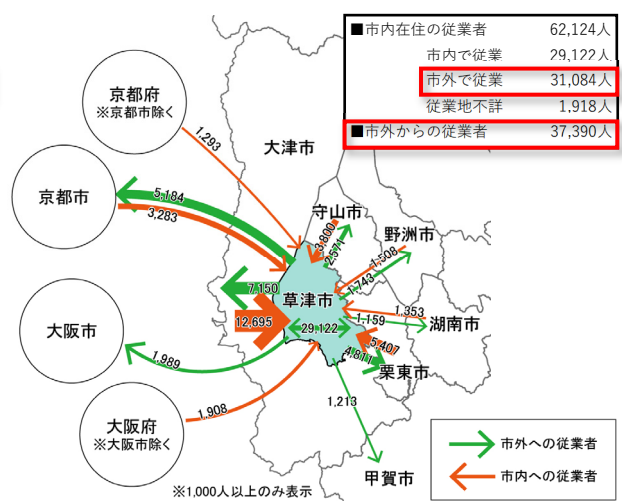 ■市内在住の従業者 62,124人
市内で従業 29,122人
市外で従業 31,084人
従業地不詳 1,918人
■市外からの従業者 37,390人
京都府
※京都市除く
1,293
大津市
京都市
5,184
3,283
守山市
3,800
2,571
野洲市
1,508
1,743
7,150
草津市
12,695
29,122
1,353
1,159
湖南市
大阪市
1,989
5,407
4,811
栗東市
大阪府
※大阪市除く
1,908
1,213
甲賀市
市外への従業者
市内への従業者
※1,000人以上のみ表示